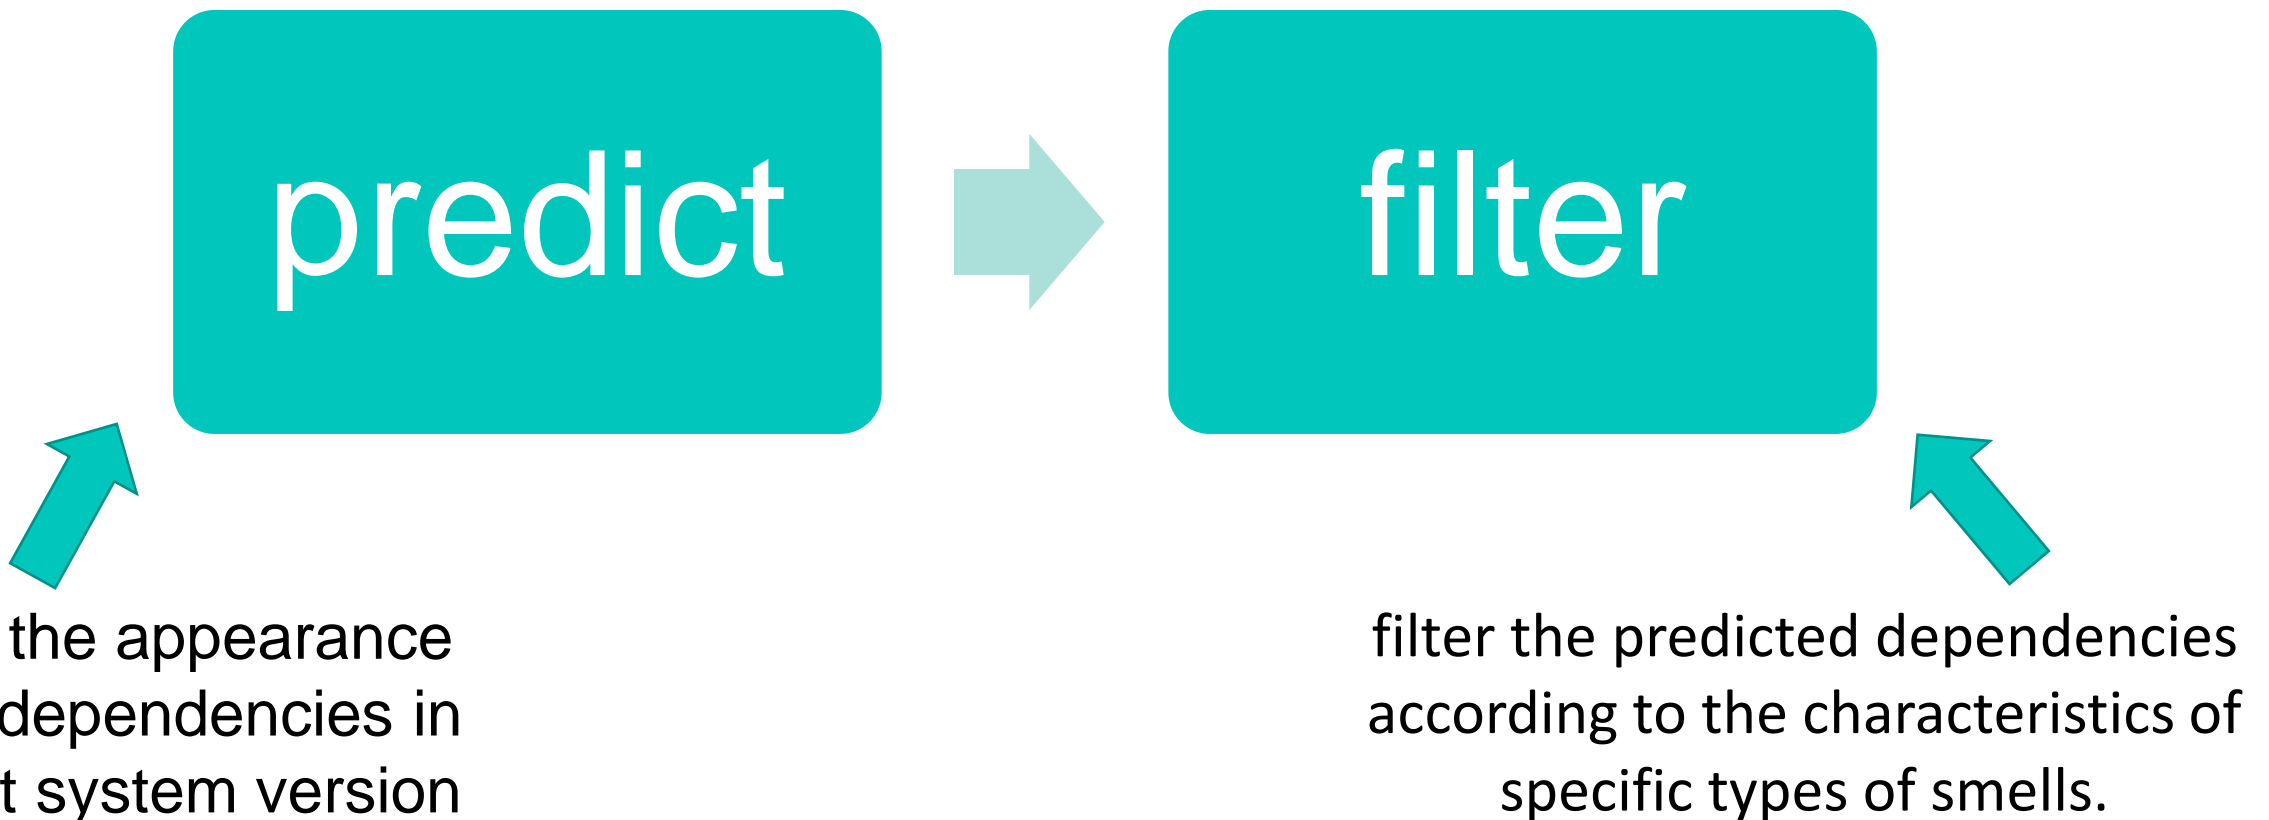 predict
filter
the appearance
dependencies in
system version
filter the predicted dependencies
according to the characteristics of
specific types of smells.